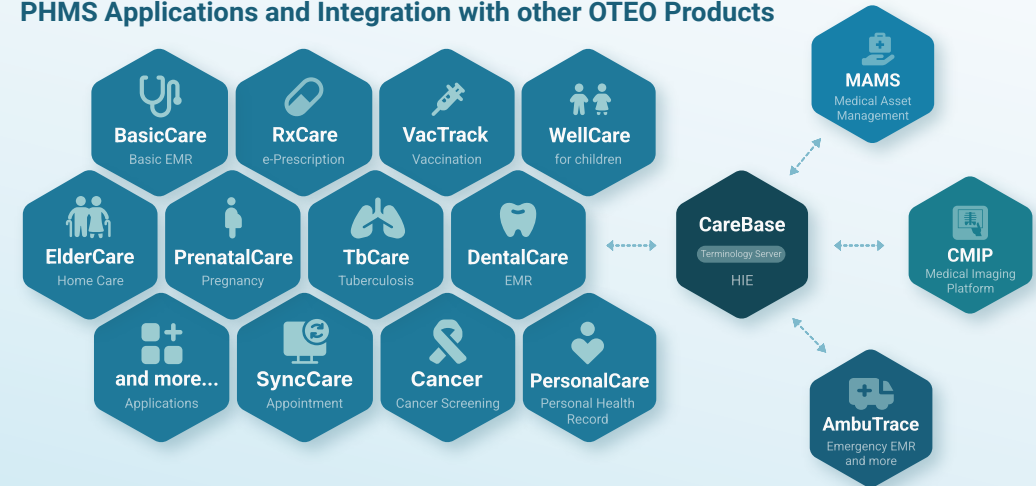 PHMS Applications and Integration with other OTEO Products
MAMS
Medical Asset
Management
BasicCare
Basic EMR
RxCare
e-Prescription
VacTrack
Vaccination
WellCare
for children
ElderCare
Home Care
PrenatalCare
Pregnancy
TbCare
Tuberculosis
DentalCare
EMR
CareBase
Terminology Server
HIE
CMIP
Medical Imaging
Platform
and more...
Applications
SyncCare
Appointment
Cancer
Cancer Screening
PersonalCare
Personal Health
Record
AmbuTrace
Emergency EMR
and more